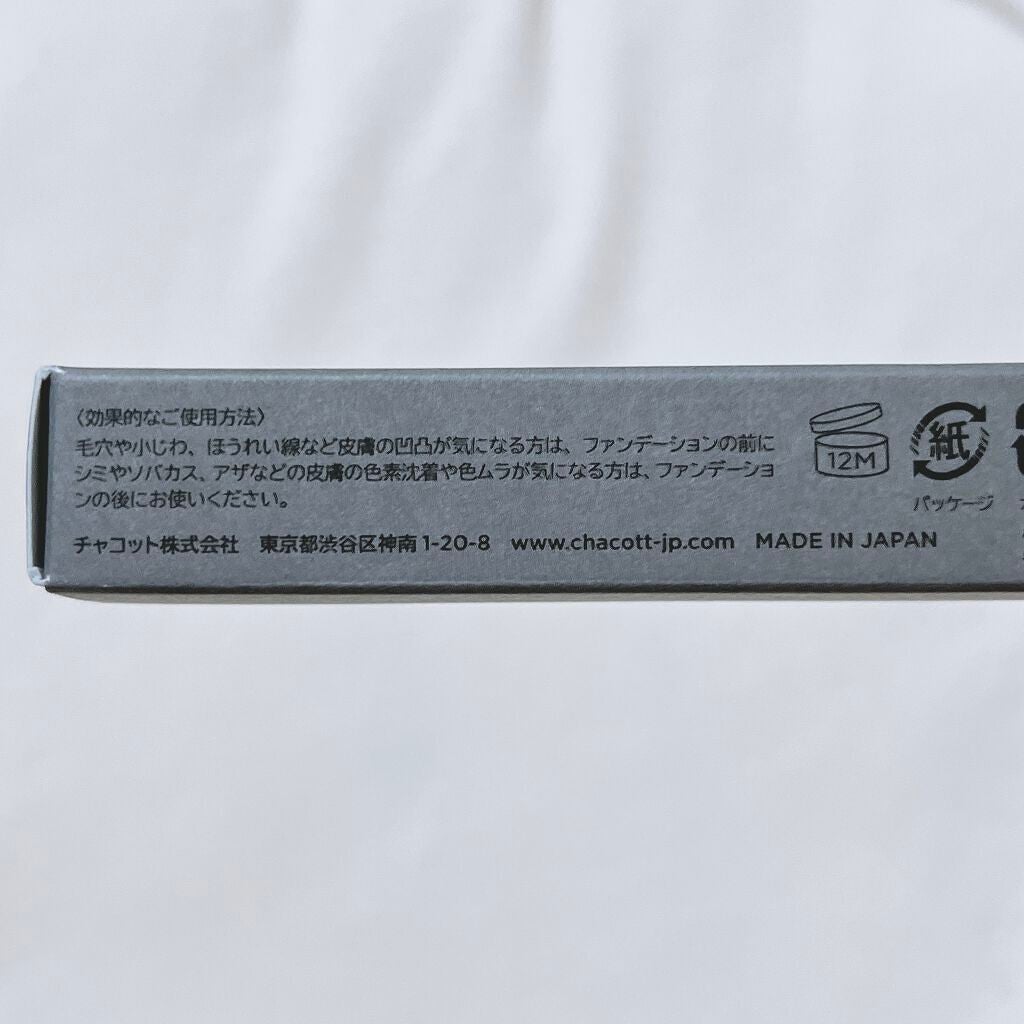 〈効果的なご使用方法〉
毛穴や小じわ、ほうれい線など皮膚の凹凸が気になる方は、ファンデーションの前に
シミやソバカス、アザなどの皮膚の色素沈着や色ムラが気になる方は、ファンデーショ
ンの後にお使いください。
チャコット株式会社 東京都渋谷区神南1-20-8 www.chacott-jp.com MADE IN JAPAN
12M
紙
パッケージ